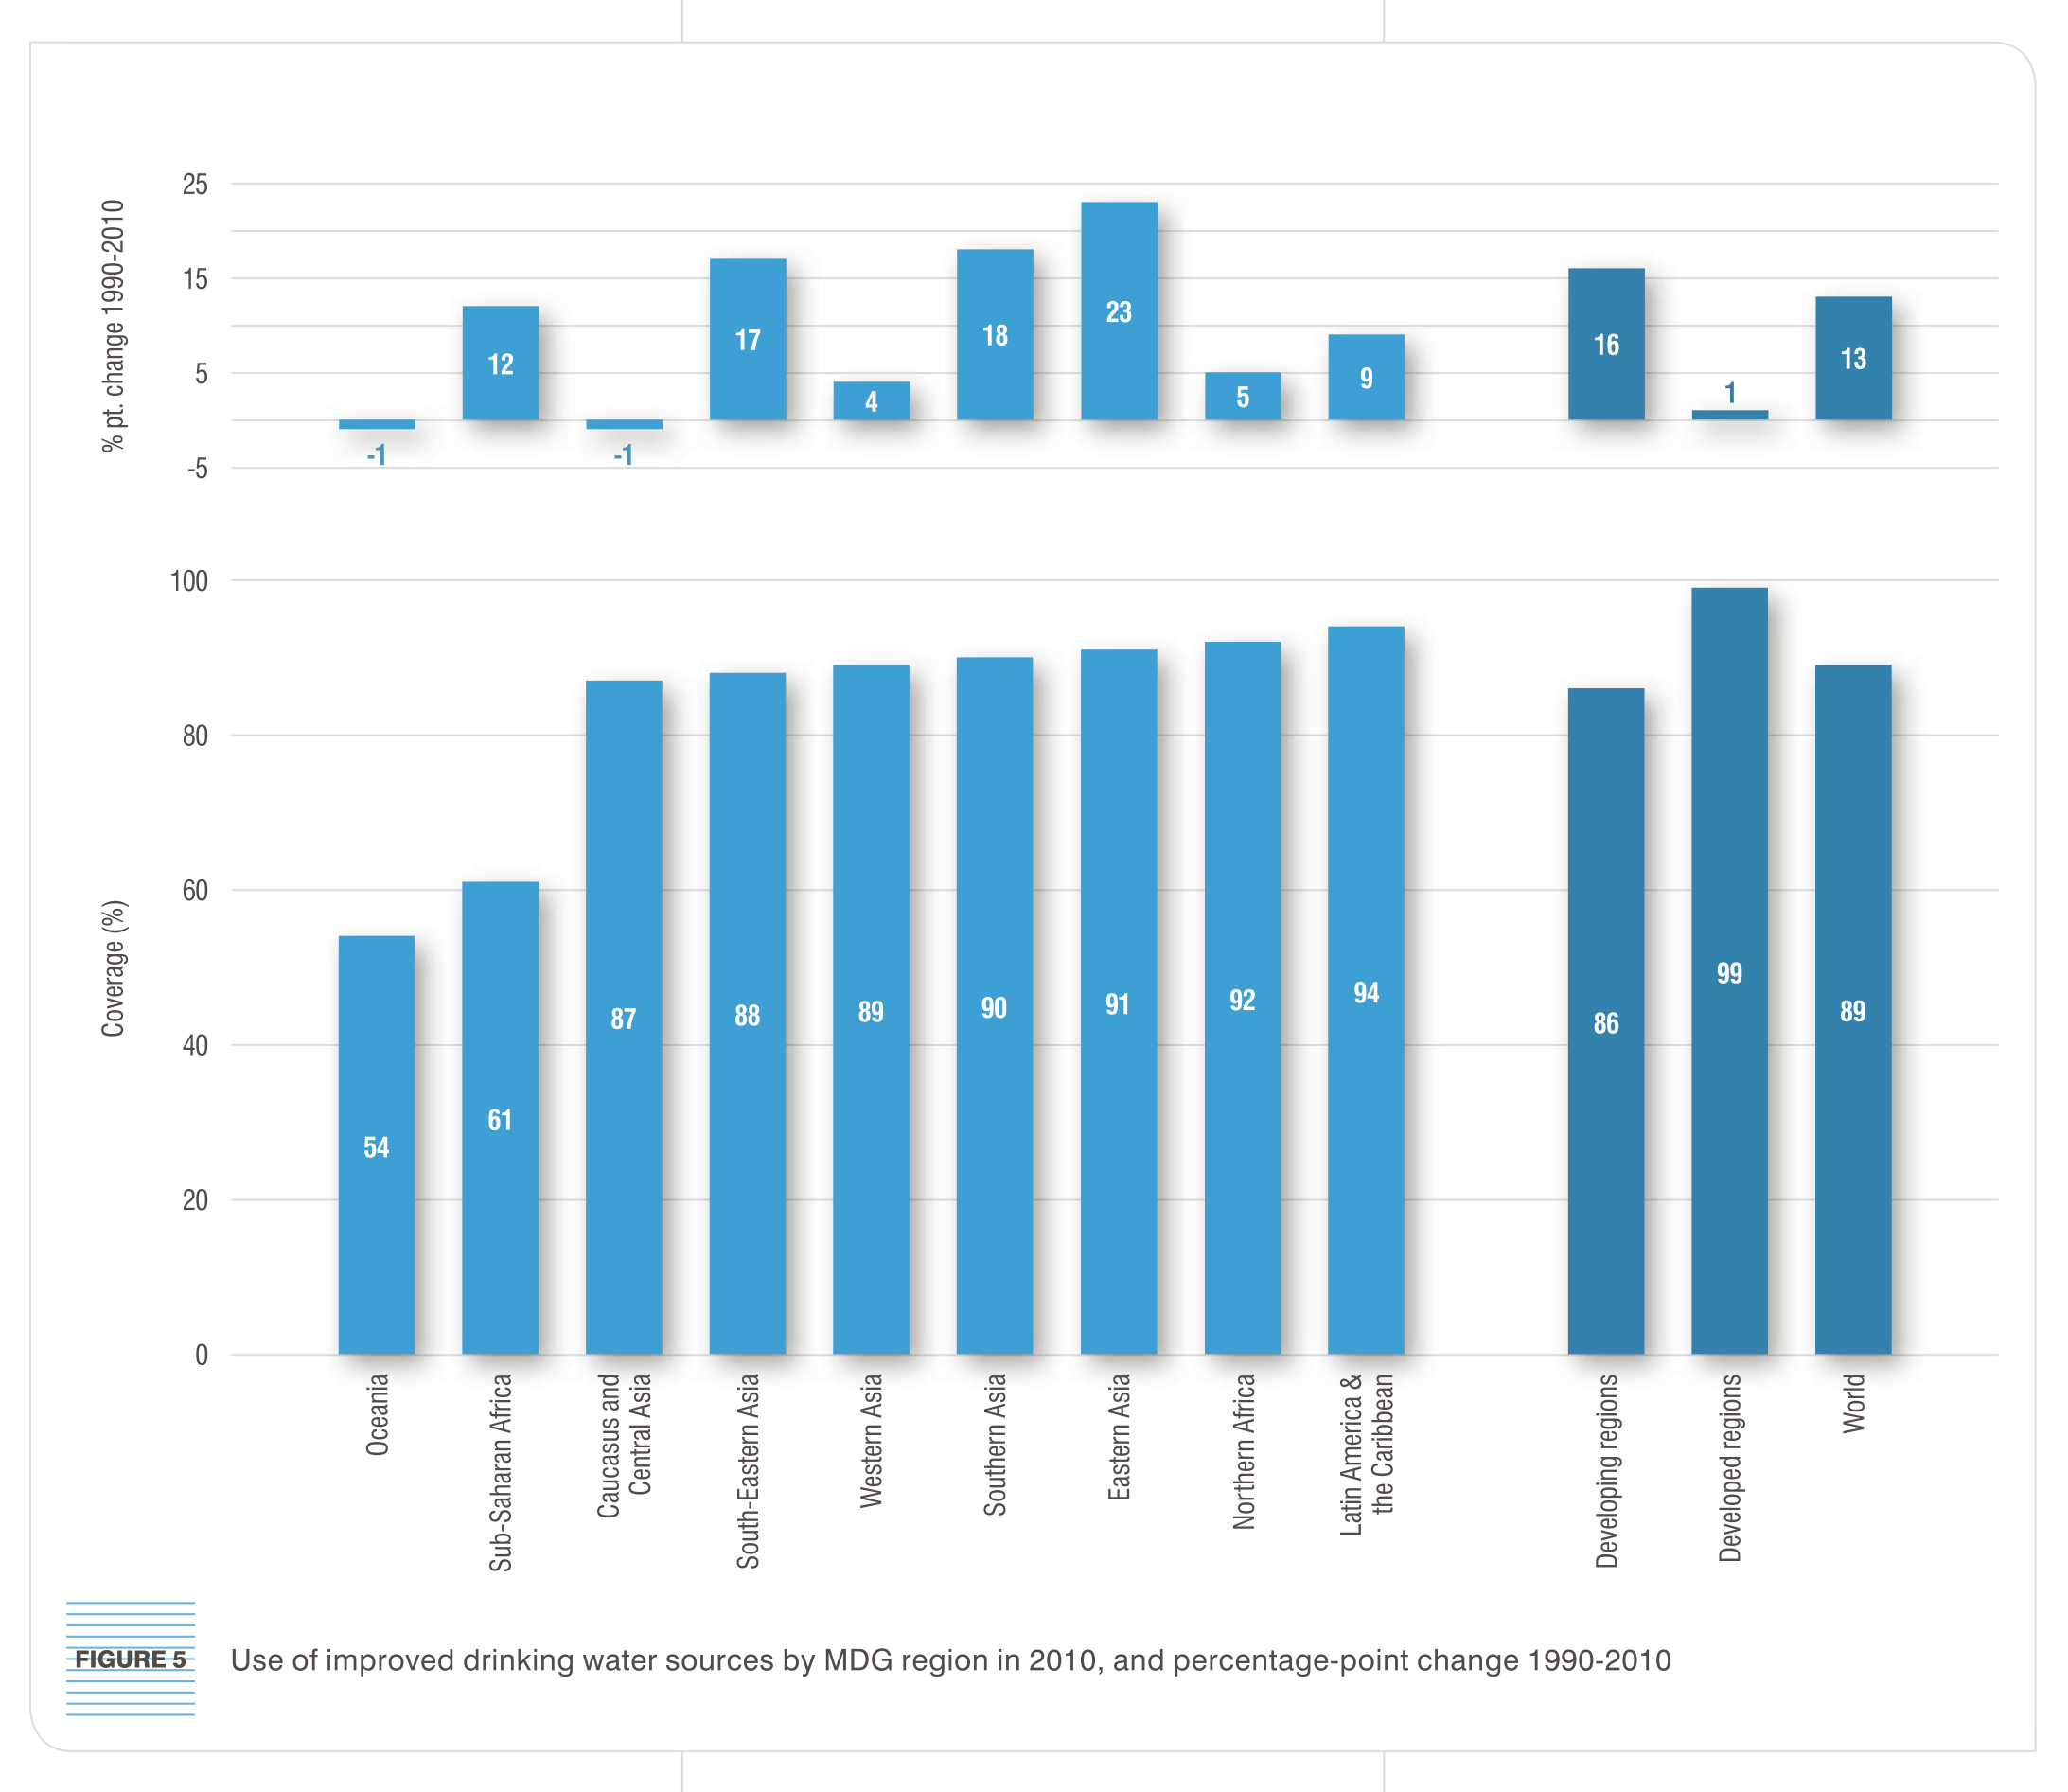 % pt. change 1990-2010
25
15
5
-5
-1
12
-1
17
4
18
23
5
9
16
1
13
Coverage (%)
100
80
60
40
20
0
54
61
87
88
89
90
91
92
94
86
99
89
Oceania
Sub-Saharan Africa
Caucasus and
Central Asia
South-Eastern Asia
Western Asia
Southern Asia
Eastern Asia
Northern Africa
Latin America &
the Caribbean
Developing regions
Developed regions
World
FIGURE 5
Use of improved drinking water sources by MDG region in 2010, and percentage-point change 1990-2010